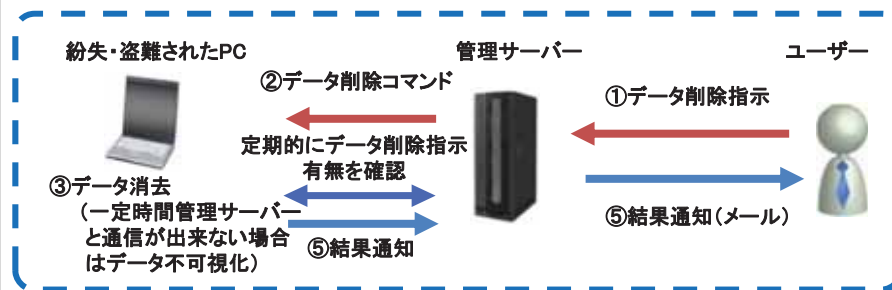 紛失・盗難されたPC
管理サーバー
ユーザー
②データ削除コマンド
①データ削除指示
定期的にデータ削除指示
有無を確認
③データ消去
（一定時間管理サーバー
と通信が出来ない場合
はデータ不可視化）
⑤結果通知
⑤結果通知（メール）